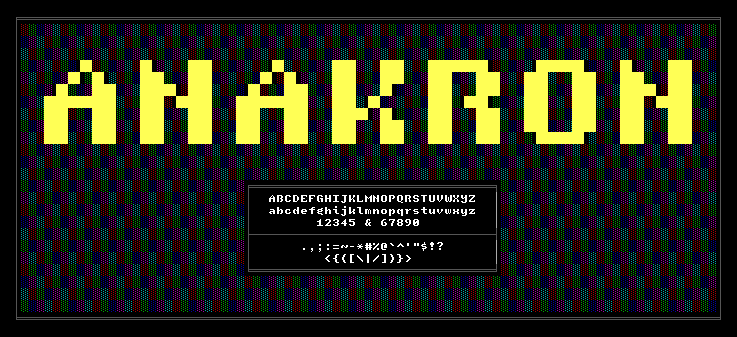 ANAKRON
ABCDEFGHIJKLMNOPQRSTUVWXYZ
abcdefghijklmnopqrstuvwxyz
12345 & 67890
.,;:=~-*#%@`^'"$!?
<{([\|/])}>